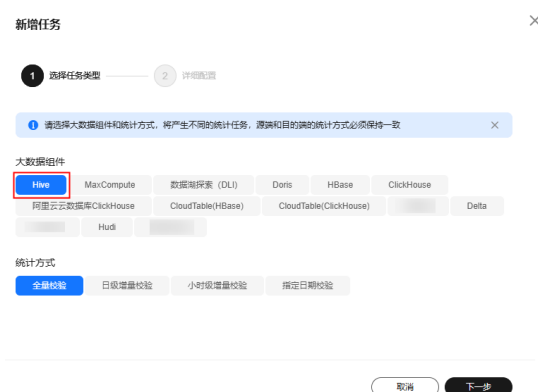 新增任务
1 选择任务类型 2 详细配置
请选择大数据组件和统计方式，将产生不同的统计任务，源端和目的端的统计方式必须保持一致
大数据组件
Hive MaxCompute 数据湖探索（DLI） Doris HBase ClickHouse
阿里云云数据库ClickHouse CloudTable(HBase) CloudTable(ClickHouse) Delta
Hudi
统计方式
全量校验 日级增量校验 小时级增量校验 指定日期校验
取消 下一步